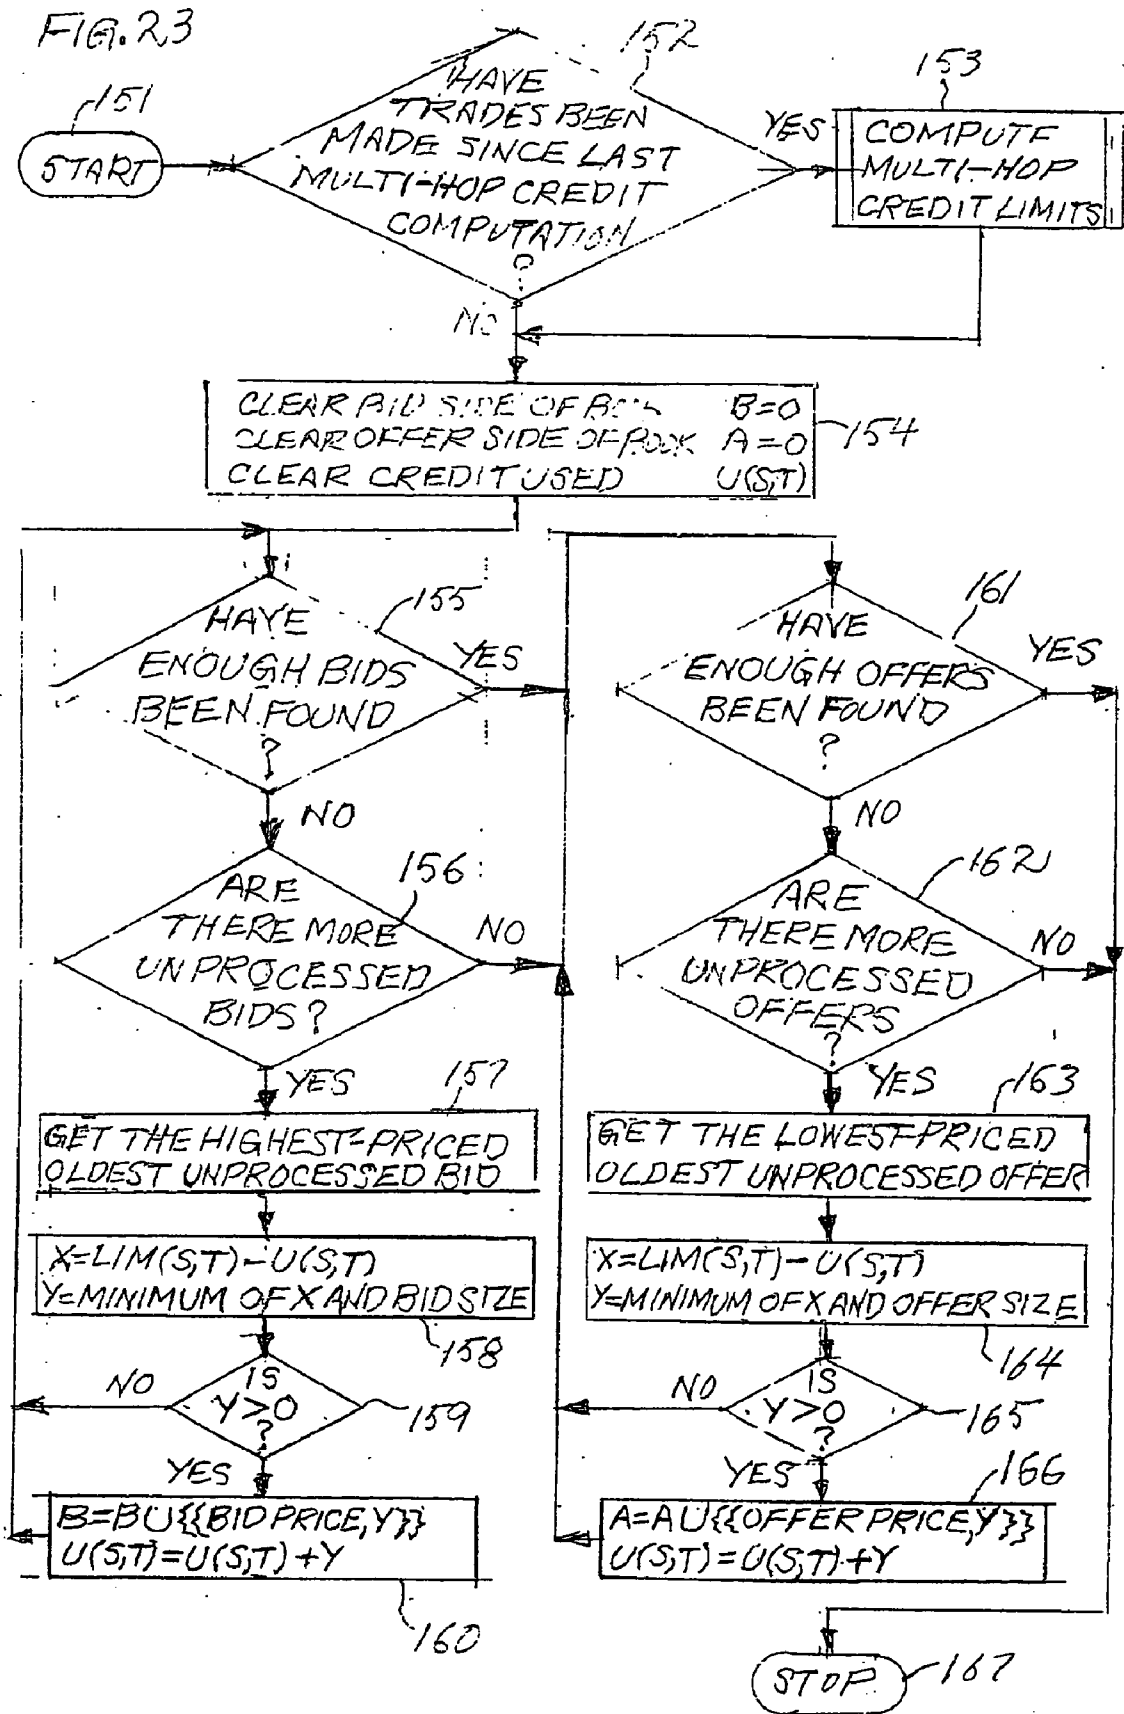 FIG. 23
151
START
152
HAVE
TRADES BEEN
MADE SINCE LAST
MULTI-HOP CREDIT
COMPUTATION
?
YES
153
COMPUTE
MULTI-HOP
CREDIT LIMITS
NO
CLEAR BID SIDE OF BOOK B=0
CLEAR OFFER SIDE OF BOOK A=0
CLEAR CREDIT USED U(S,T)
154
155
HAVE
ENOUGH BIDS
BEEN FOUND
?
YES
NO
156
ARE
THERE MORE
UNPROCESSED
BIDS?
NO
YES
157
GET THE HIGHEST-PRICED
OLDEST UNPROCESSED BID
X=LIM(S,T)-U(S,T)
Y=MINIMUM OF X AND BID SIZE
158
IS
Y>0
?
159
NO
YES
B=BU{{BID PRICE,Y}}
U(S,T)=U(S,T)+Y
160
161
HAVE
ENOUGH OFFERS
BEEN FOUND
?
YES
NO
162
ARE
THERE MORE
UNPROCESSED
OFFERS
?
NO
YES
163
GET THE LOWEST-PRICED
OLDEST UNPROCESSED OFFER
X=LIM(S,T)-U(S,T)
Y=MINIMUM OF X AND OFFER SIZE
164
IS
Y>0
?
165
NO
YES
166
A=AU{{OFFER PRICE,Y}}
U(S,T)=U(S,T)+Y
STOP
167